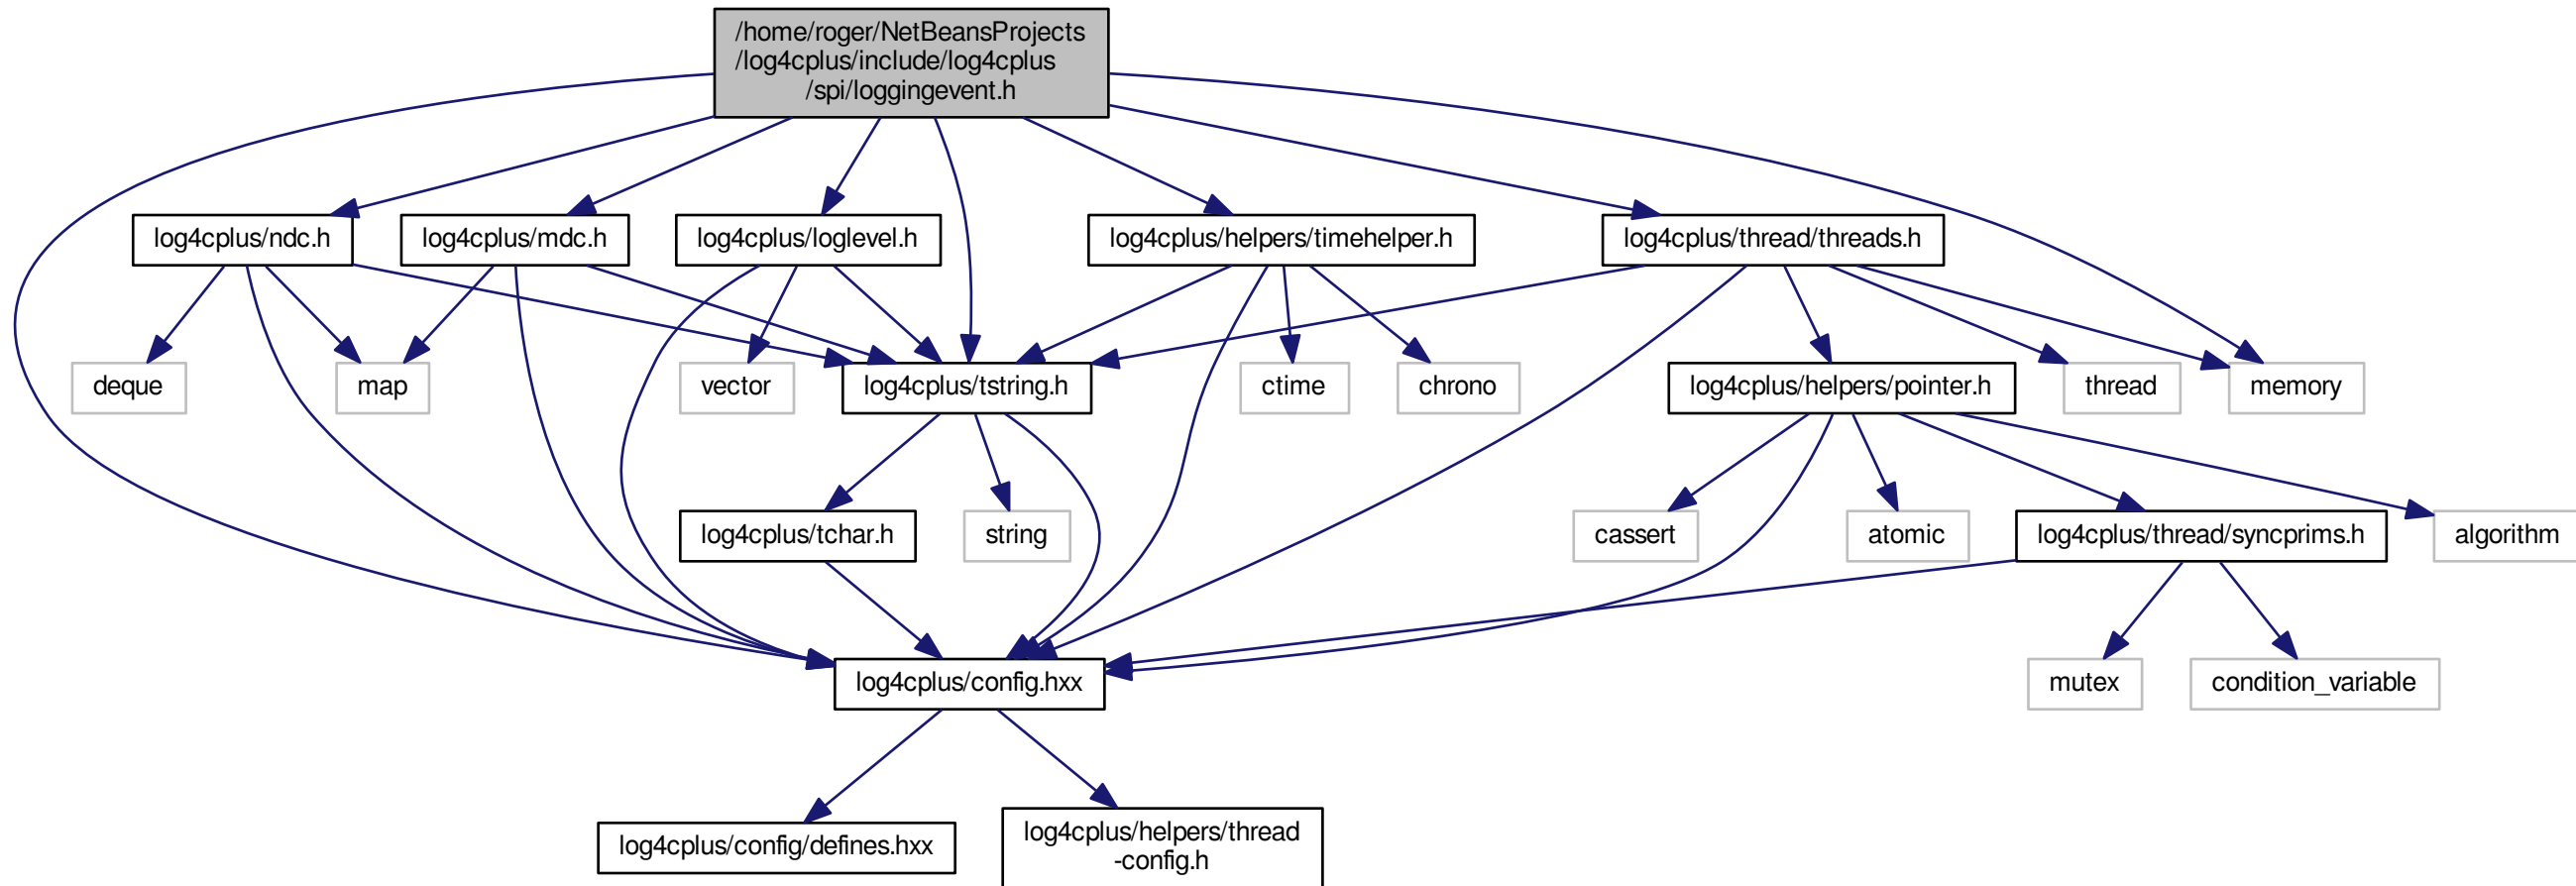 /home/roger/NetBeansProjects
/log4cplus/include/log4cplus
/spi/loggingevent.h
log4cplus/ndc.h
log4cplus/mdc.h
log4cplus/loglevel.h
log4cplus/helpers/timehelper.h
log4cplus/thread/threads.h
deque
map
vector
log4cplus/tstring.h
ctime
chrono
log4cplus/helpers/pointer.h
thread
memory
log4cplus/tchar.h
string
cassert
atomic
log4cplus/thread/syncprims.h
algorithm
log4cplus/config.hxx
mutex
condition_variable
log4cplus/config/defines.hxx
log4cplus/helpers/thread
-config.h